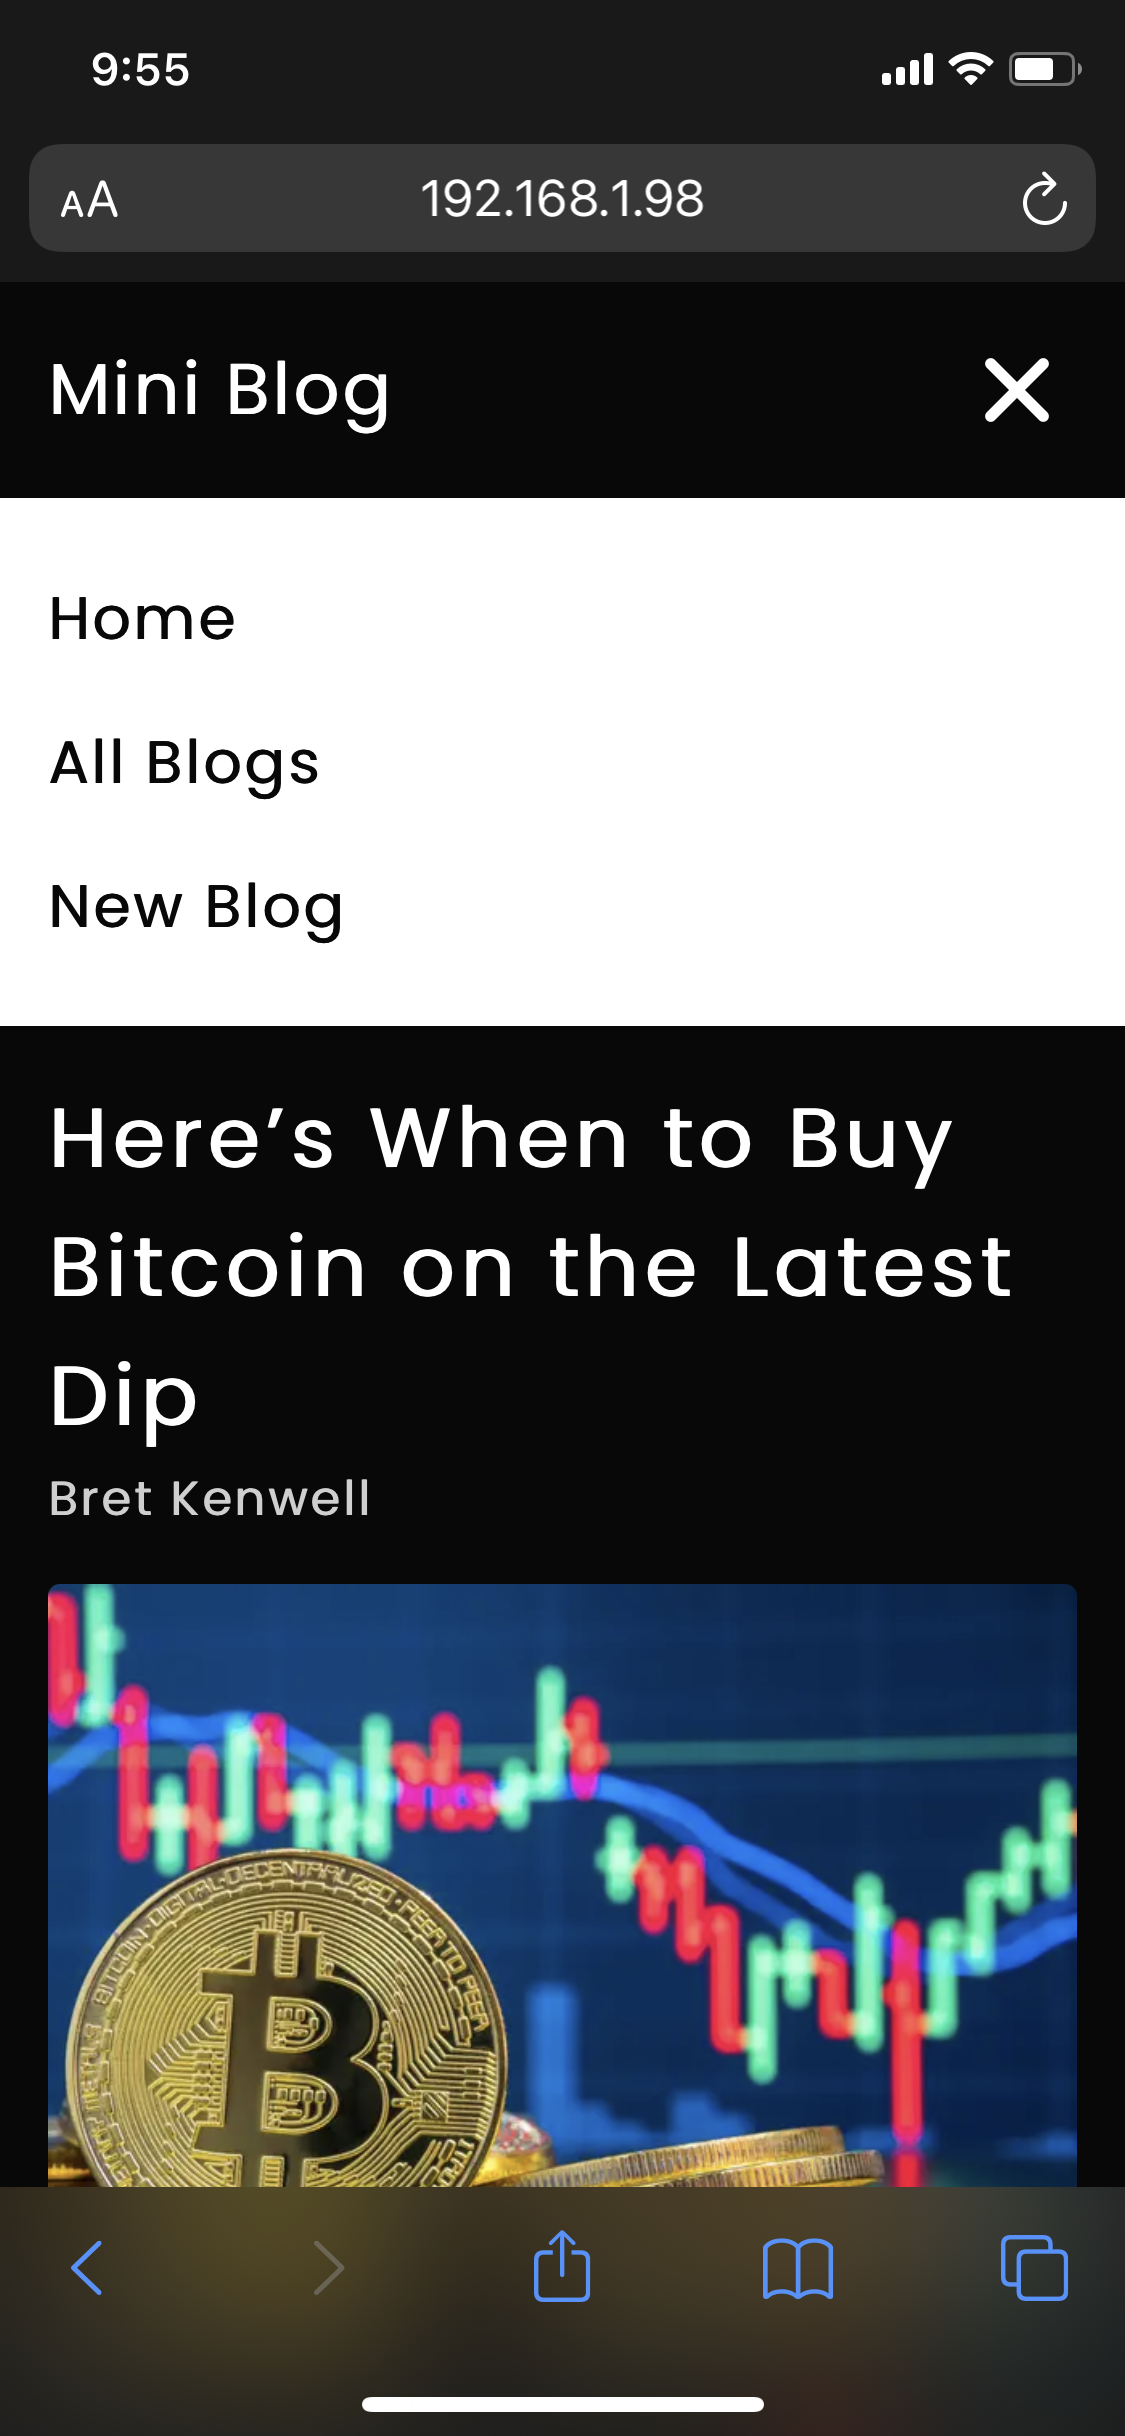 9:55
AA 192.168.1.98
Mini Blog
Home
All Blogs
New Blog
Here’s When to Buy
Bitcoin on the Latest
Dip
Bret Kenwell
BITCOIN·DIGITAL·DECENTRALIZED·PEER TO PEER